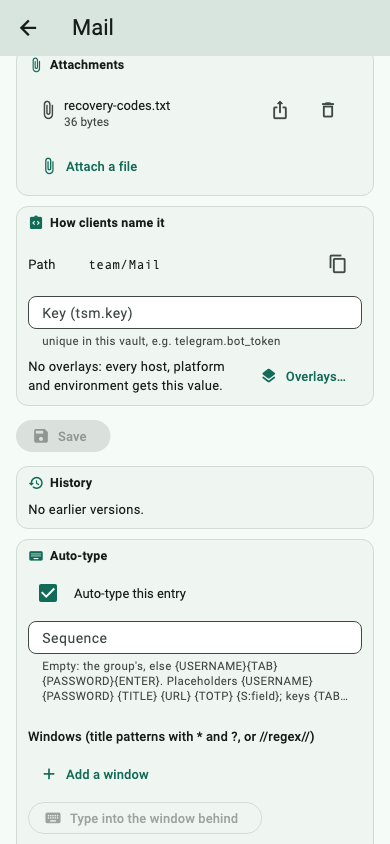 Mail
Attachments
recovery-codes.txt
36 bytes
Attach a file
How clients name it
Path team/Mail
Key (tsm.key)
unique in this vault, e.g. telegram.bot_token
No overlays: every host, platform
and environment gets this value.
Overlays...
Save
History
No earlier versions.
Auto-type
Auto-type this entry
Sequence
Empty: the group's, else {USERNAME}{TAB}
{PASSWORD}{ENTER}. Placeholders {USERNAME}
{PASSWORD} {TITLE} {URL} {TOTP} {S:field}; keys {TAB...
Windows (title patterns with * and ?, or //regex//)
Add a window
Type into the window behind